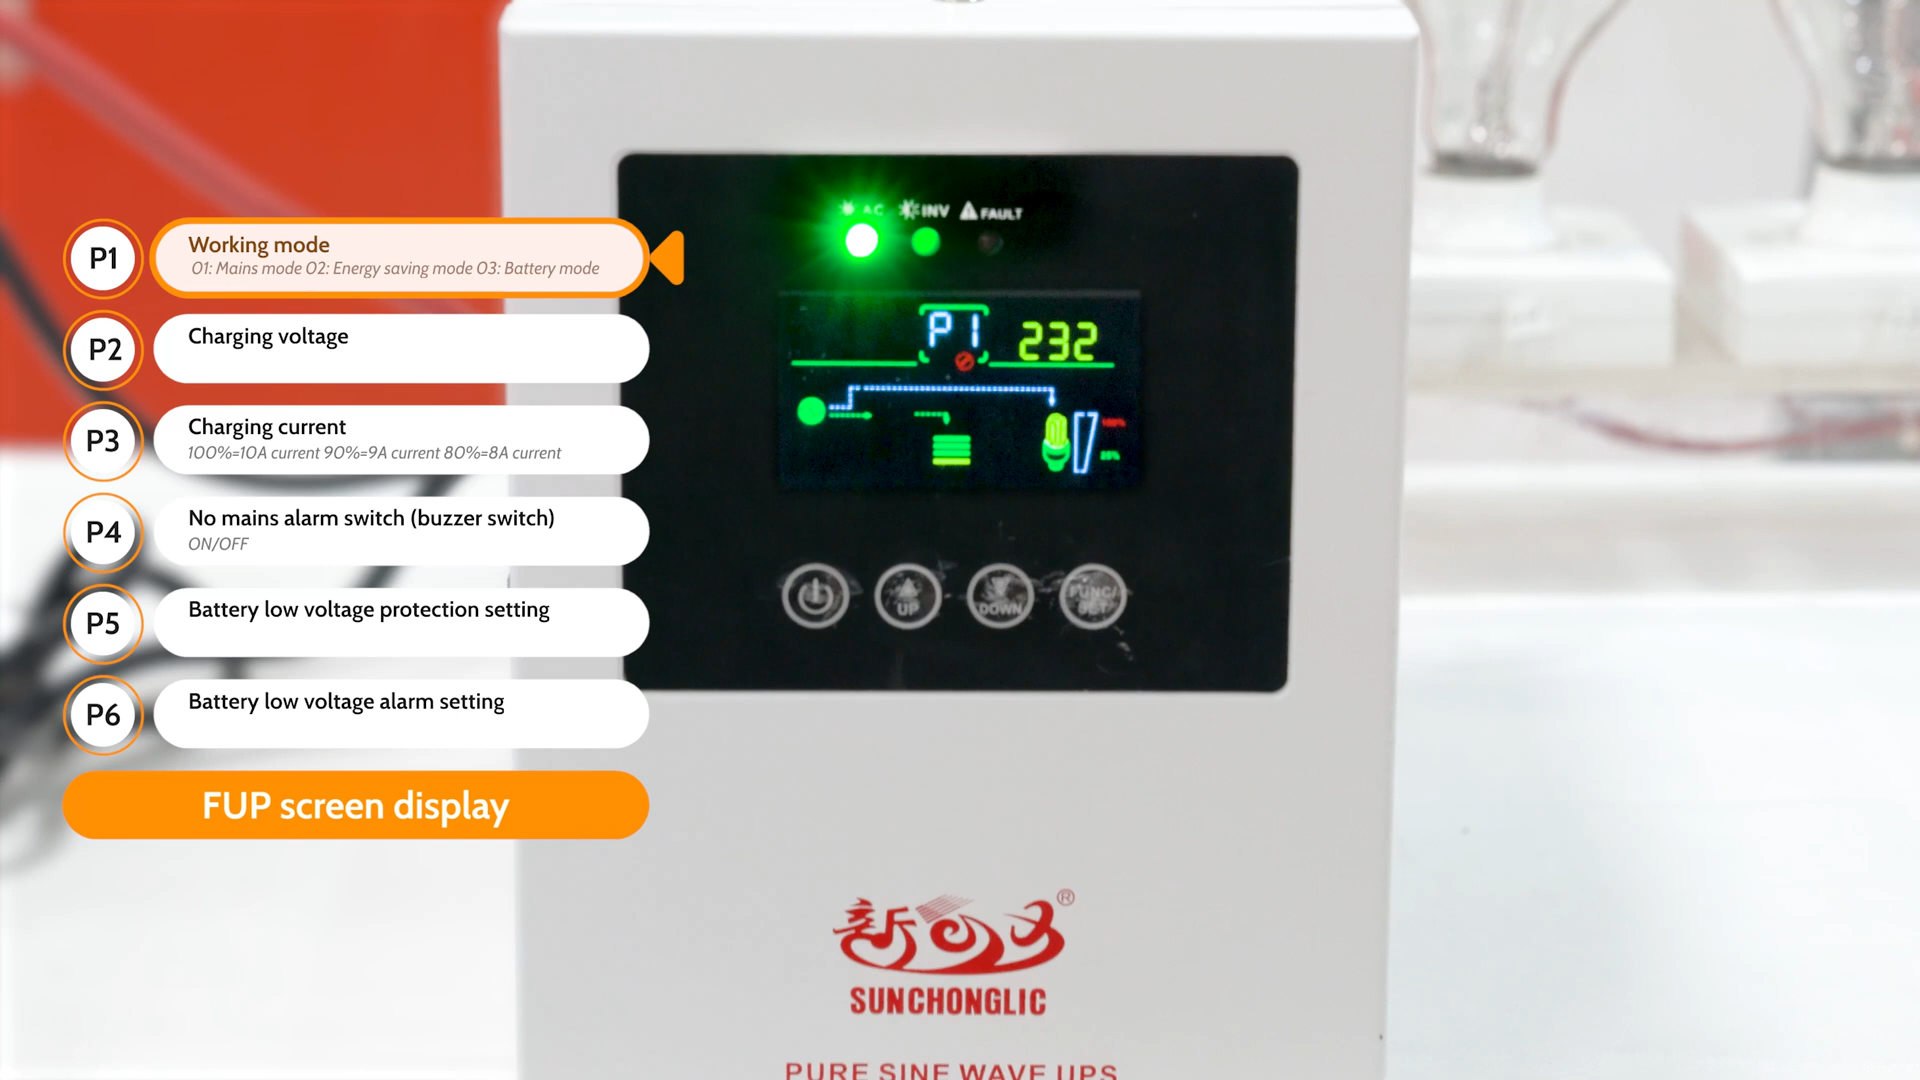 P1
Working mode
01: Mains mode 02: Energy saving mode 03: Battery mode
P2
Charging voltage
P3
Charging current
100%=10A current 90%=9A current 80%=8A current
P4
No mains alarm switch (buzzer switch)
ON/OFF
P5
Battery low voltage protection setting
P6
Battery low voltage alarm setting
FUP screen display
AC INV FAULT
P1 232
100%
UP DOWN FUNC/
SET
®
SUNCHONGLIC
PURE SINE WAVE UPS